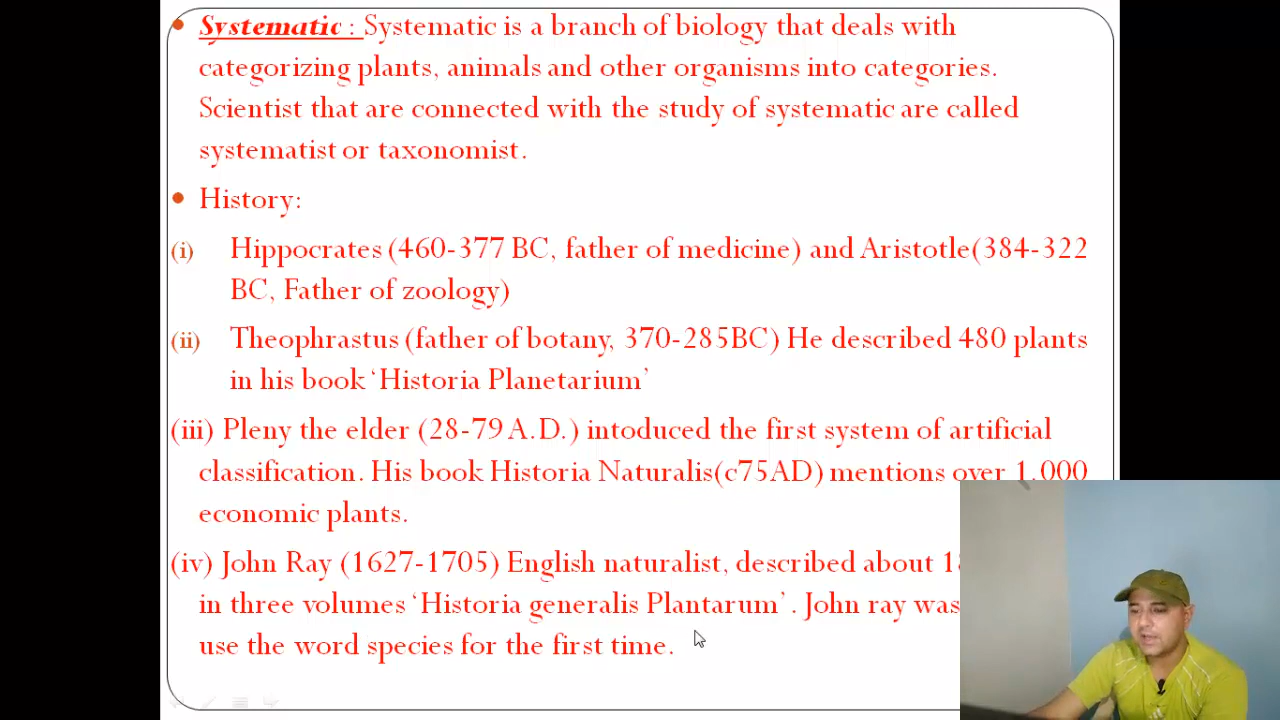 • Systematic : Systematic is a branch of biology that deals with
categorizing plants, animals and other organisms into categories.
Scientist that are connected with the study of systematic are called
systematist or taxonomist.
• History:
(i) Hippocrates (460-377 BC, father of medicine) and Aristotle(384-322
BC, Father of zoology)
(ii) Theophrastus (father of botany, 370-285BC) He described 480 plants
in his book ‘Historia Planetarium’
(iii) Pleny the elder (28-79 A.D.) intoduced the first system of artificial
classification. His book Historia Naturalis(c75AD) mentions over 1,000
economic plants.
(iv) John Ray (1627-1705) English naturalist, described about
in three volumes ‘Historia generalis Plantarum’. John ray was
use the word species for the first time.